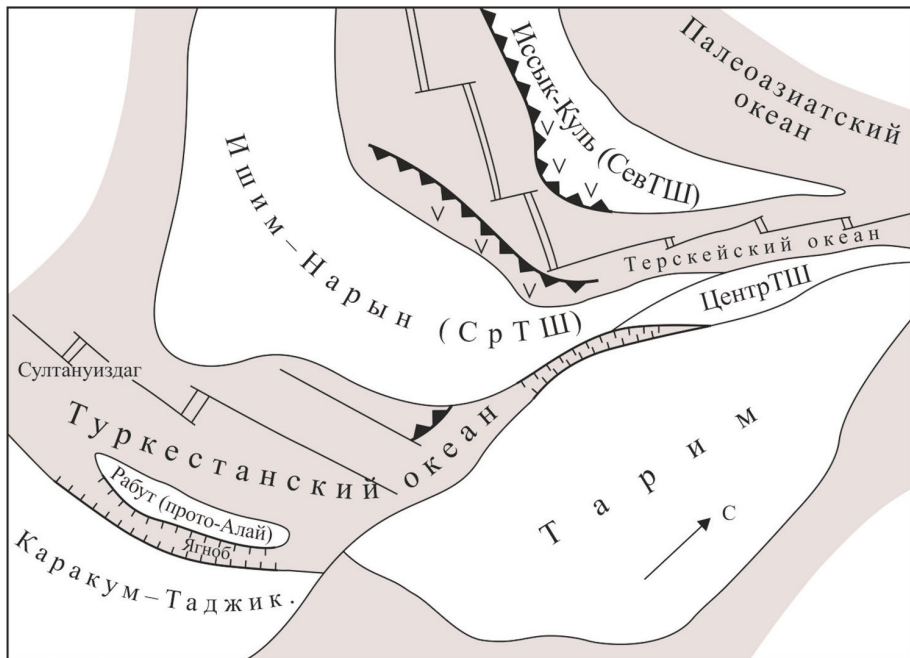 Палеоазиатский
океан
Иссык-Куль (СевТШ)
Ишим–Нарын (СрТШ)
Терскейский океан
ЦентрТШ
Султануиздаг
Туркестанский океан
Тарим
С
Рабут (прото-Алай)
Ягноб
Каракум–Таджик.